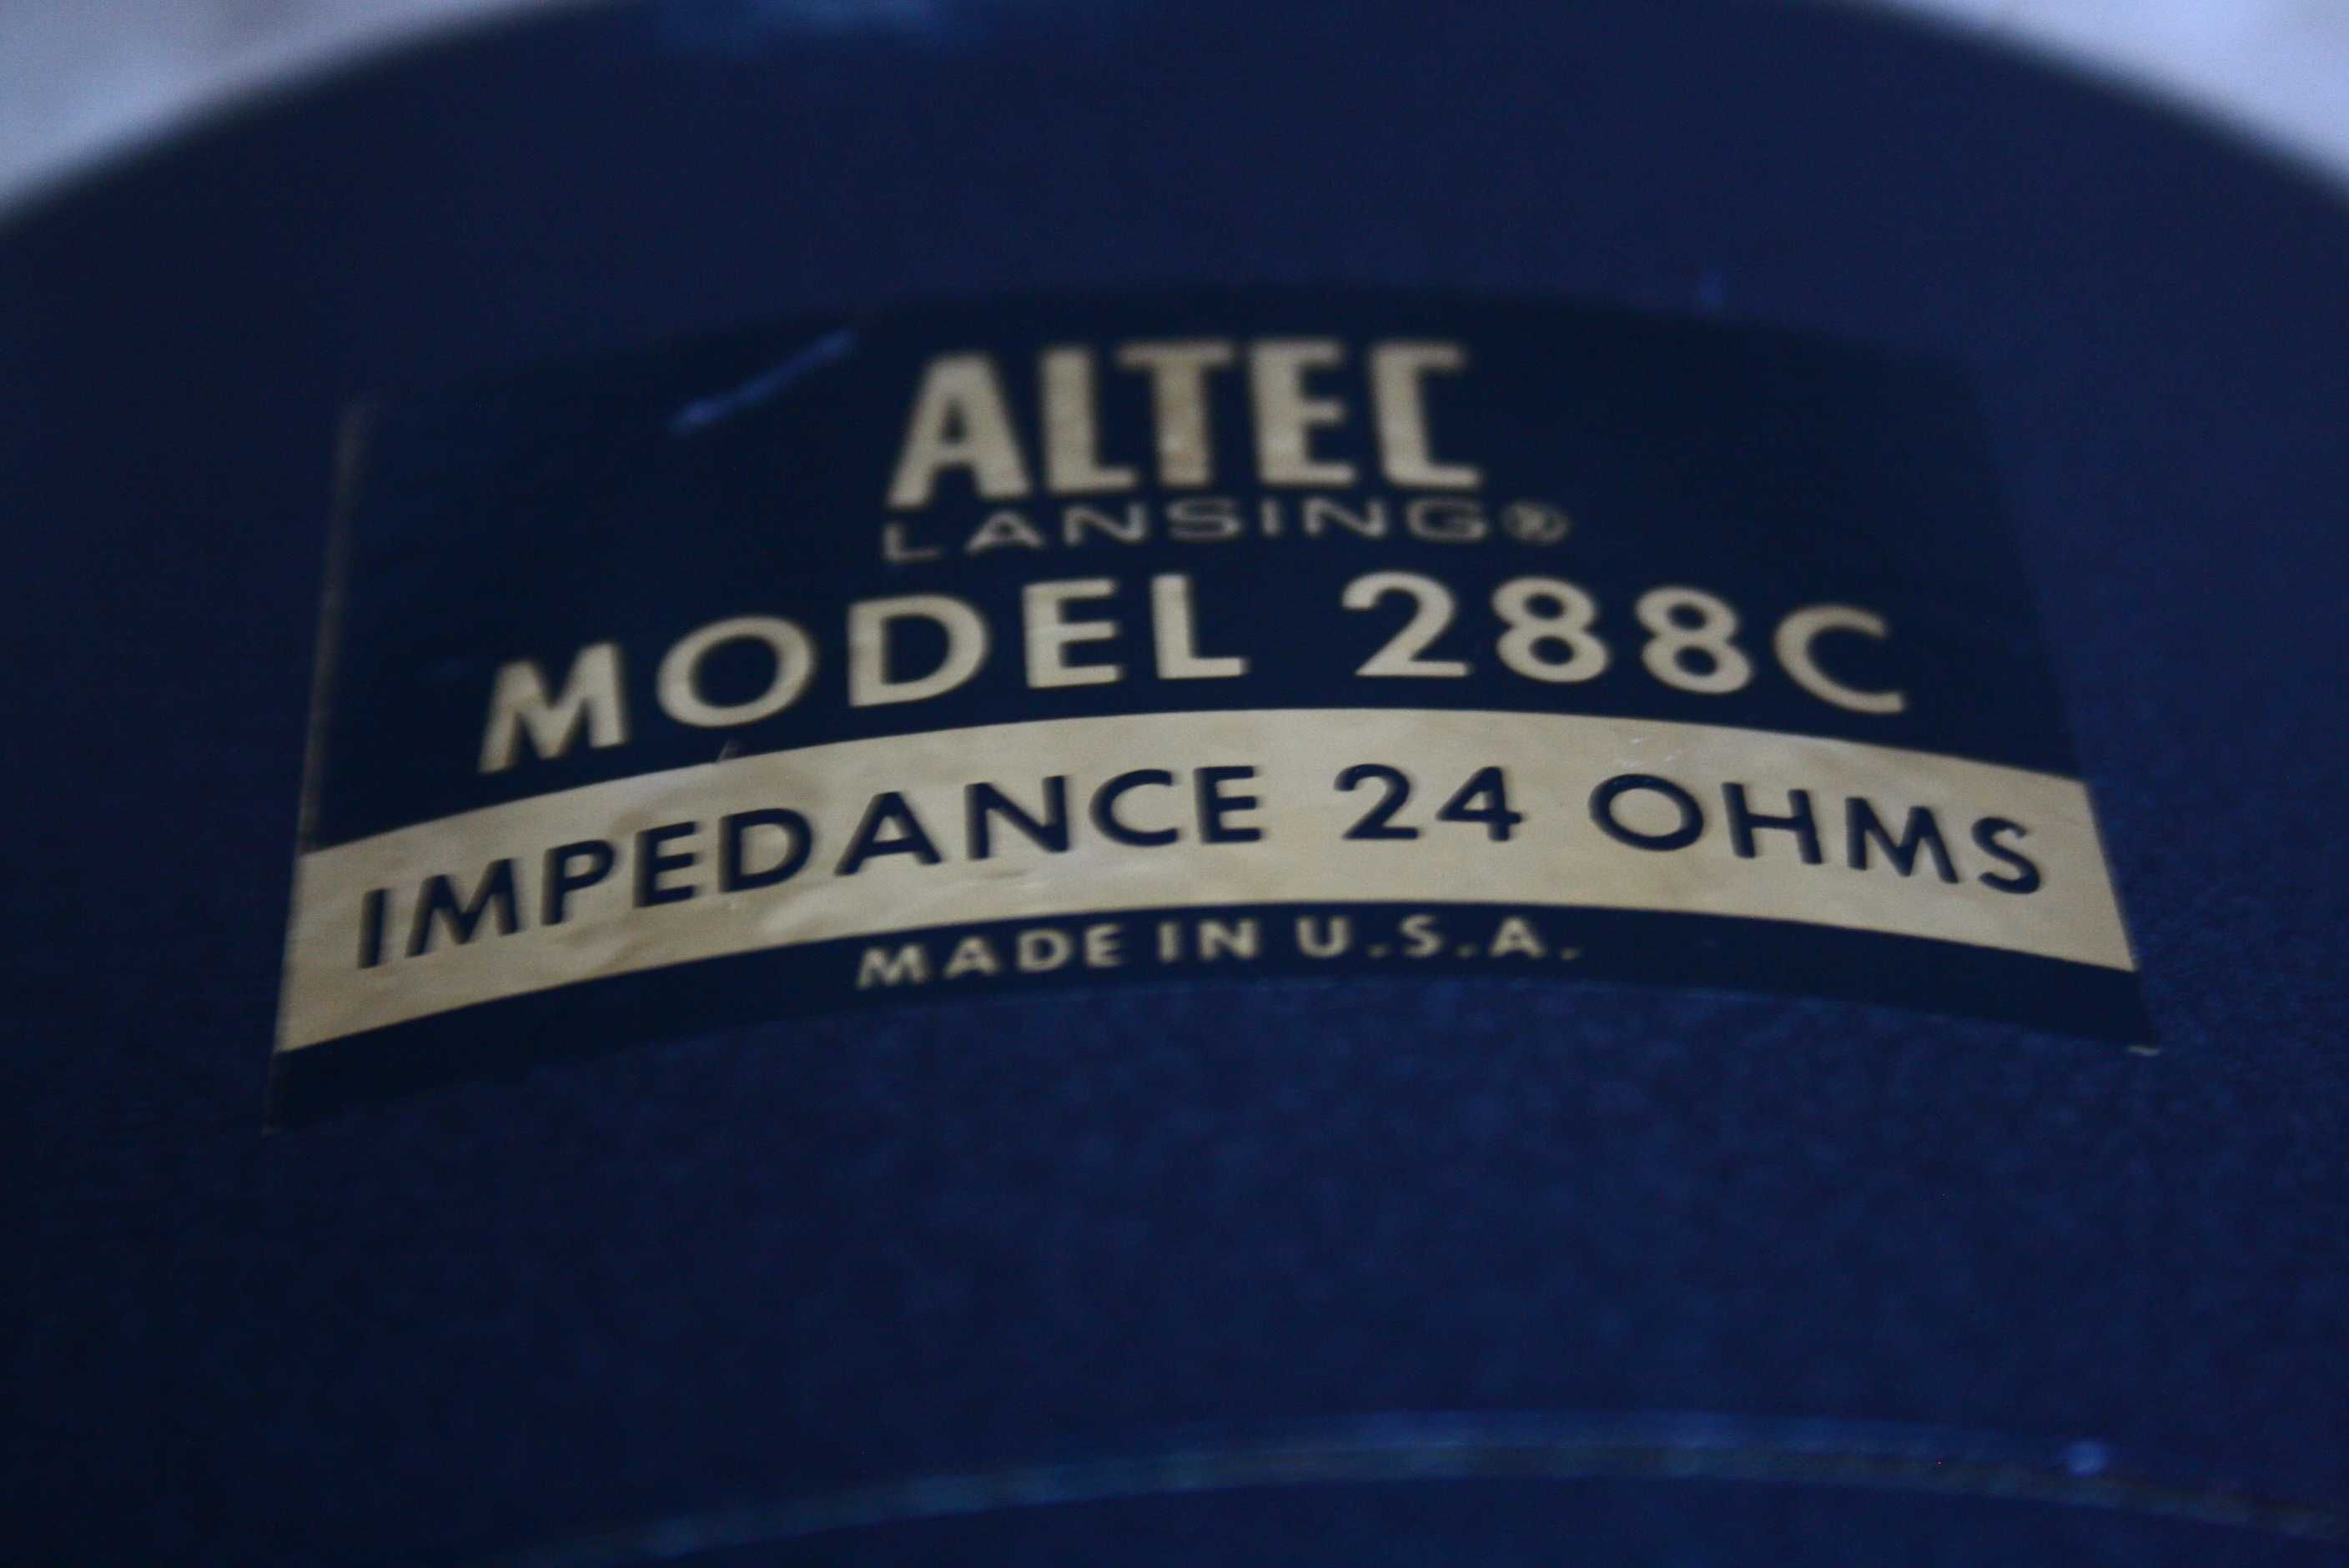 ALTEC
LANSING®
MODEL 288C
IMPEDANCE 24 OHMS
MADE IN U.S.A.